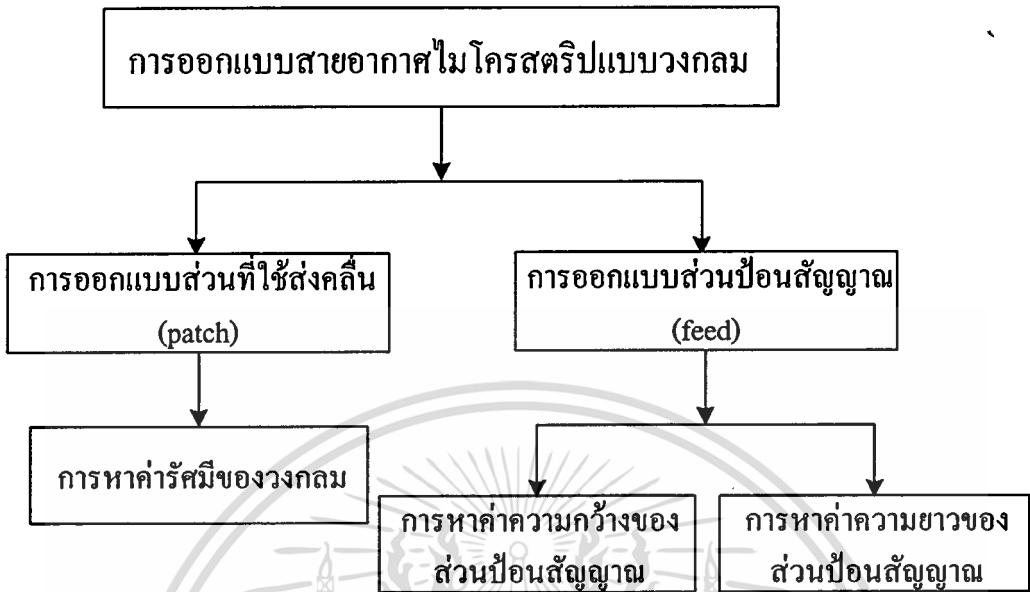 การออกแบบสายอากาศไมโครสตริปแบบวงกลม
การออกแบบส่วนที่ใช้ส่งคลื่น
(patch)
การออกแบบส่วนป้อนสัญญาณ
(feed)
การหาค่ารัศมีของวงกลม
การหาค่าความกว้างของ
ส่วนป้อนสัญญาณ
การหาค่าความยาวของ
ส่วนป้อนสัญญาณ